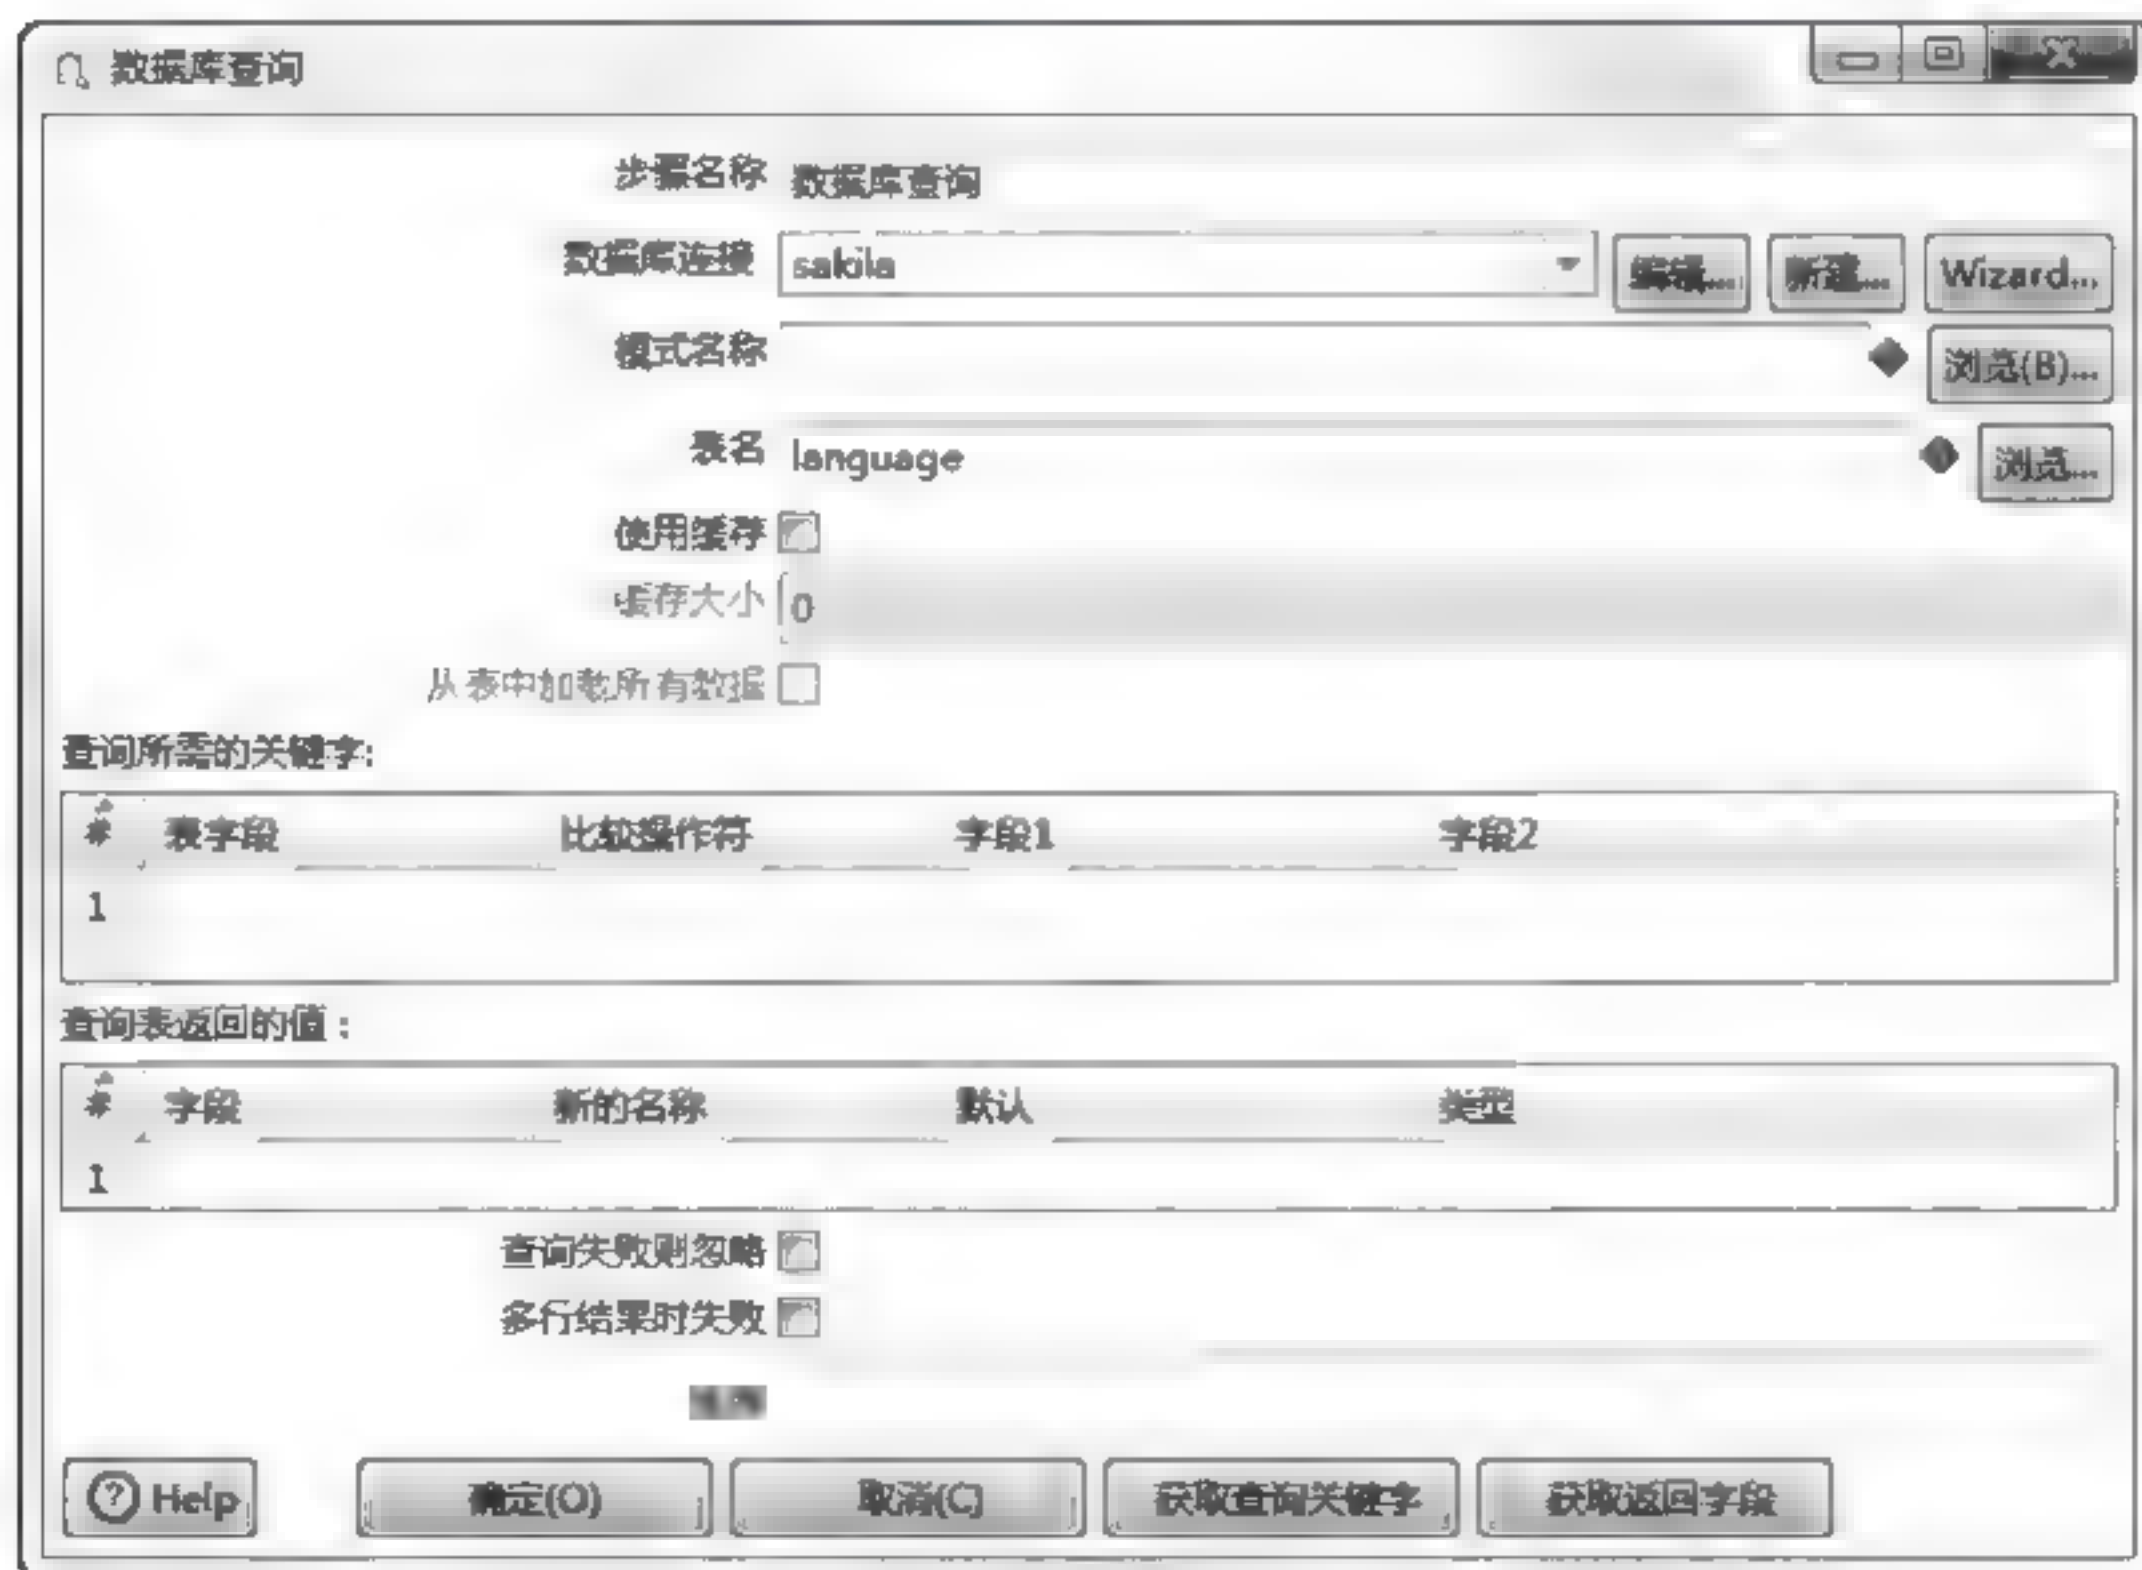 数据库查询
步骤名称 数据库查询
数据库连接 sakila 编辑... 新建... Wizard...
模式名称 浏览(B)...
表名 language 浏览...
使用缓存
缓存大小 0
从表中加载所有数据
查询所需的关键字:
# 表字段 比较操作符 字段1 字段2
1
查询表返回的值：
# 字段 新的名称 默认 类型
1
查询失败则忽略
多行结果时失败
Help 确定(O) 取消(C) 获取查询关键字 获取返回字段